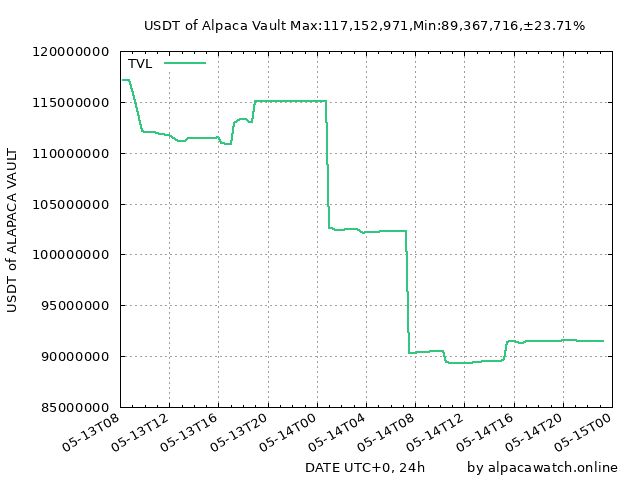 USDT of Alpaca Vault Max:117,152,971,Min:89,367,716,±23.71%
TVL
120000000
115000000
110000000
105000000
100000000
95000000
90000000
85000000
USDT of ALAPACA VAULT
05-13T08
05-13T12
05-13T16
05-13T20
05-14T00
05-14T04
05-14T08
05-14T12
05-14T16
05-14T20
05-15T00
DATE UTC+0, 24h
by alpacawatch.online